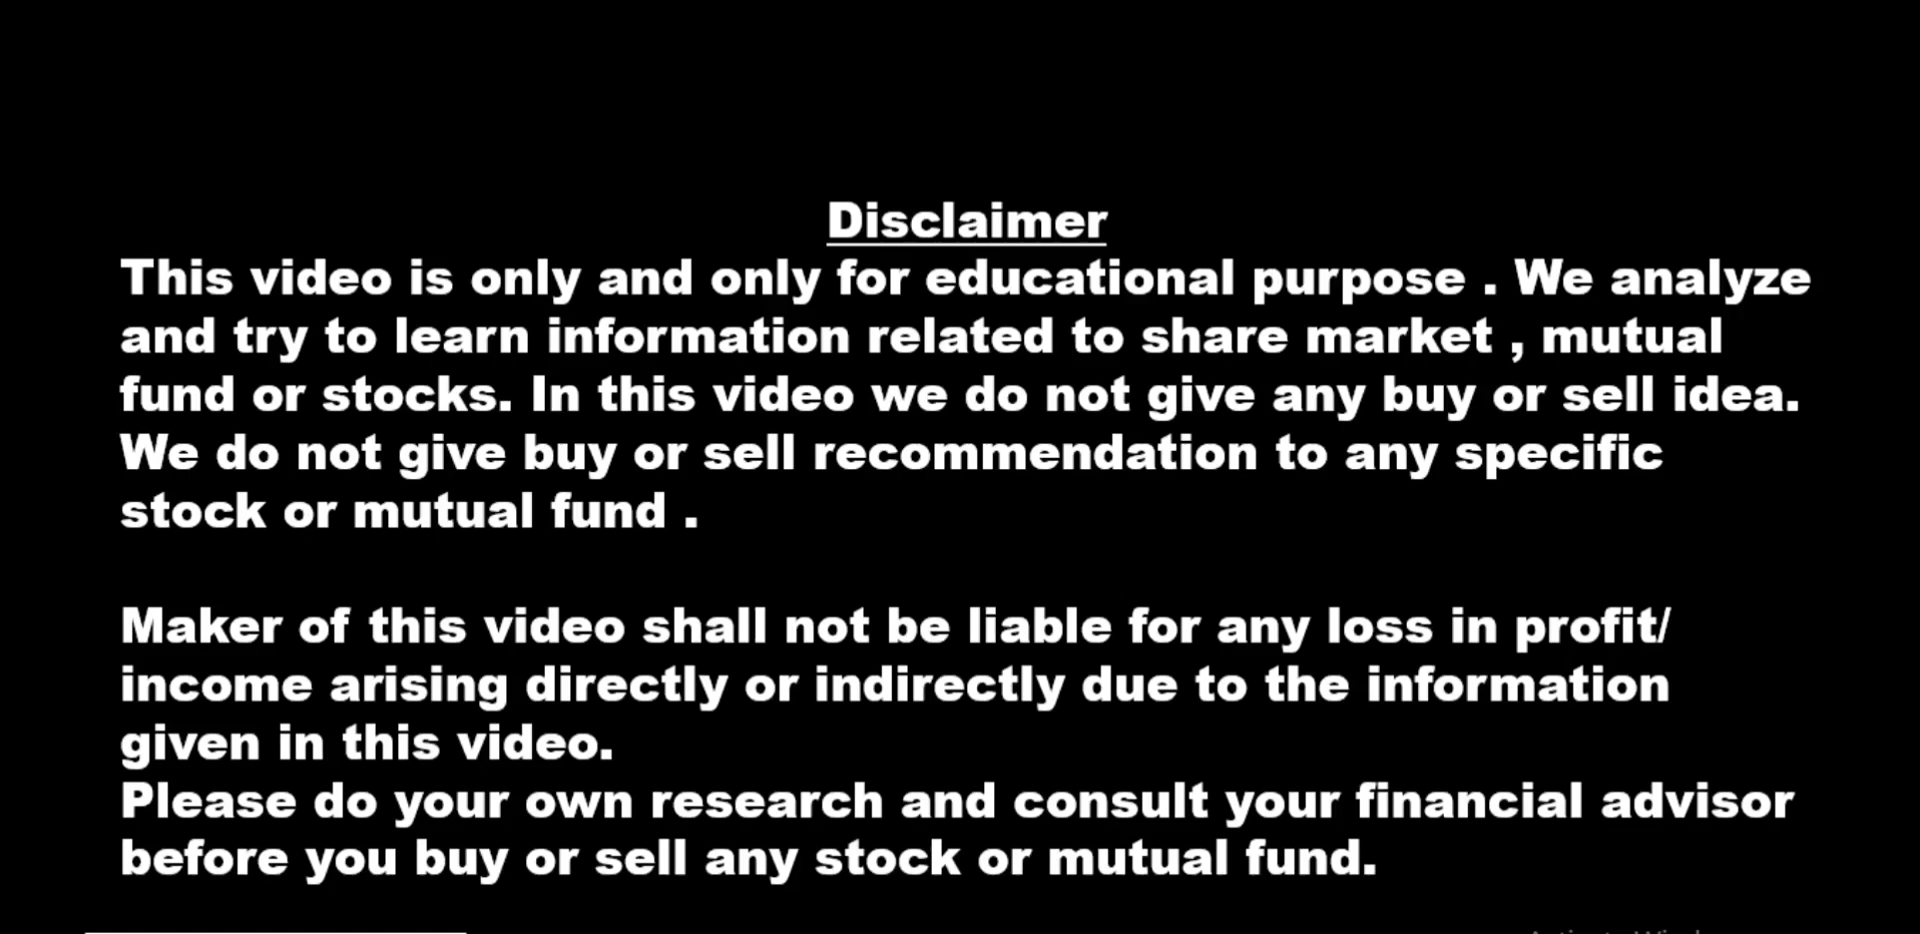 Disclaimer
This video is only and only for educational purpose . We analyze
and try to learn information related to share market , mutual
fund or stocks. In this video we do not give any buy or sell idea.
We do not give buy or sell recommendation to any specific
stock or mutual fund .
Maker of this video shall not be liable for any loss in profit/
income arising directly or indirectly due to the information
given in this video.
Please do your own research and consult your financial advisor
before you buy or sell any stock or mutual fund.